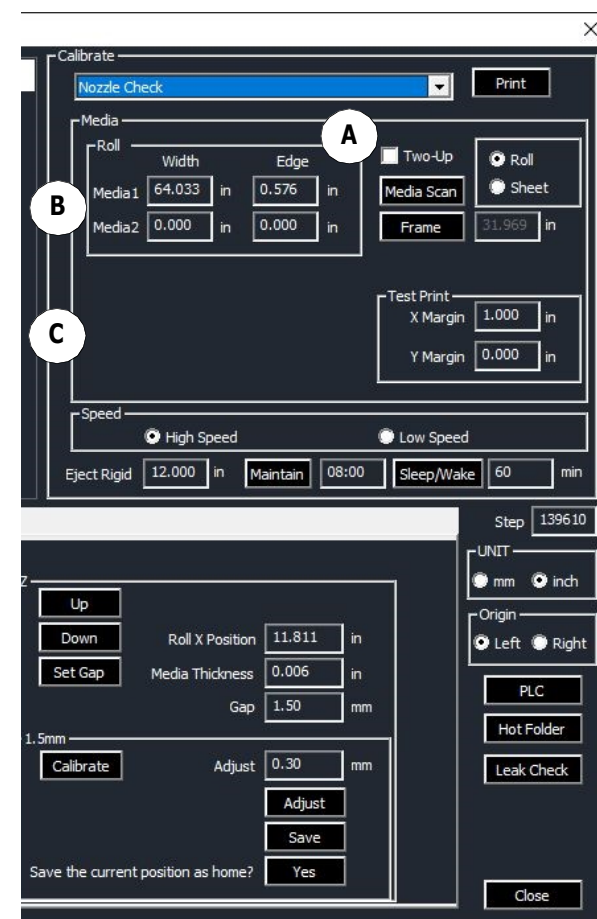 Calibrate
Nozzle Check Print
Media
A
Roll
Two-Up Roll
Width Edge
Media1 64.033 in 0.576 in Media Scan Sheet
B
Media2 0.000 in 0.000 in Frame 31.969 in
Test Print
C
X Margin 1.000 in
Y Margin 0.000 in
Speed
High Speed Low Speed
Eject Rigid 12.000 in Maintain 08:00 Sleep/Wake 60 min
Step 139610
UNIT
mm inch
Z
Up
Origin
Down Roll X Position 11.811 in Left Right
Set Gap Media Thickness 0.006 in
PLC
Gap 1.50 mm
Hot Folder
1.5mm
Calibrate Adjust 0.30 mm Leak Check
Adjust
Save
Save the current position as home? Yes
Close